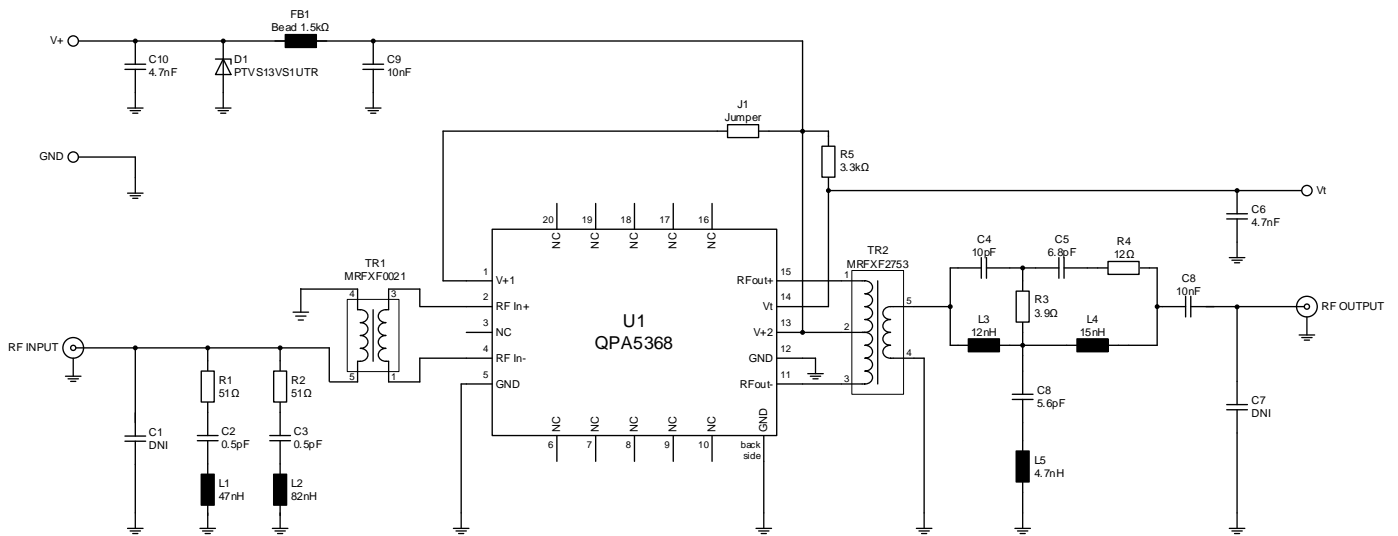 FB1
Bead 1.5kΩ
V+
C10
4.7nF
D1
PTVS13VS1UTR
C9
10nF
J1
Jumper
R5
3.3kΩ
GND
Vt
C6
4.7nF
20
19
18
17
16
NC
NC
NC
NC
NC
TR1
MRFXF0021
4
3
5
1
1
V+1
2
RF In+
3
NC
4
RF In-
5
GND
U1
QPA5368
RFout+
15
Vt
14
V+2
13
GND
12
RFout-
11
TR2
MRFXF2753
1
2
3
5
4
C4
10pF
C5
6.8pF
R4
12Ω
R3
3.9Ω
L3
12nH
L4
15nH
C8
10nF
RF OUTPUT
RF INPUT
R1
51Ω
R2
51Ω
C1
DNI
C2
0.5pF
C3
0.5pF
L1
47nH
L2
82nH
NC
NC
NC
NC
NC
GND
6
7
8
9
10
back
side
C8
5.6pF
L5
4.7nH
C7
DNI